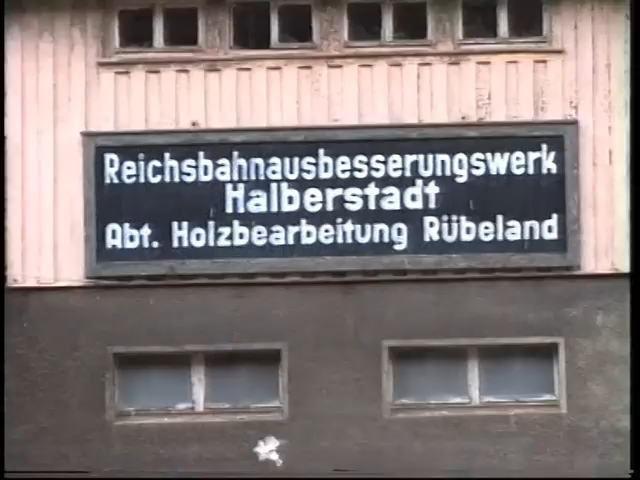 Reichsbahnausbesserungswerk
Halberstadt
Abt. Holzbearbeitung Rübeland